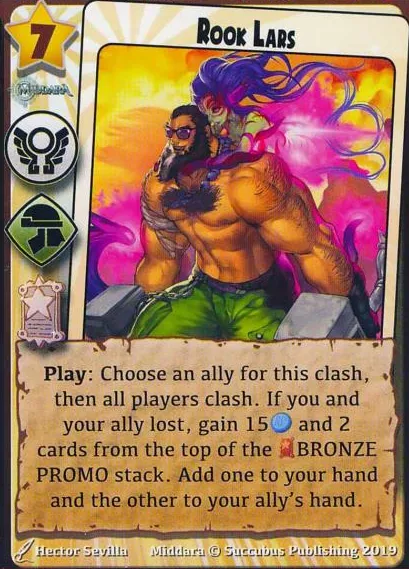 7
Rook Lars
MIDDARA
Play: Choose an ally for this clash,
then all players clash. If you and
your ally lost, gain 15 and 2
cards from the top of the BRONZE
PROMO stack. Add one to your hand
and the other to your ally's hand.
Hector Sevilla Middara © Succubus Publishing 2019